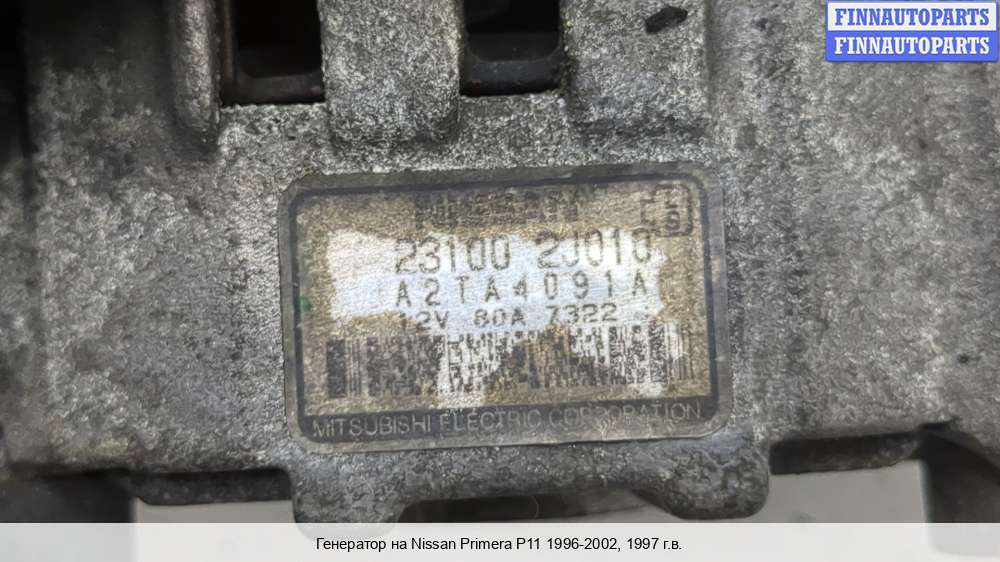 FINNAUTOPARTS
FINNAUTOPARTS
23100 2J010
A2TA4091A
12V 80A 7322
MITSUBISHI ELECTRIC CORPORATION
Генератор на Nissan Primera P11 1996-2002, 1997 г.в.